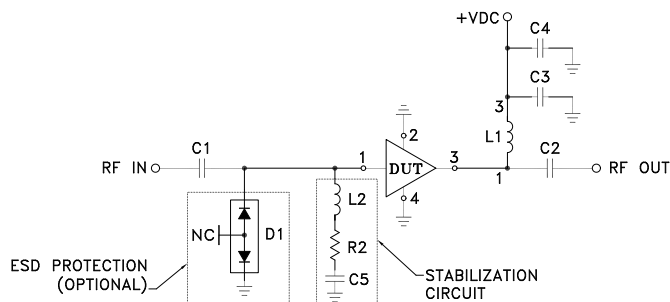 +VDC
C4
C3
3
L1
2
C1
C2
1
DUT
3
RF IN
RF OUT
1
4
L2
NC
D1
R2
ESD PROTECTION
(OPTIONAL)
C5
STABILIZATION
CIRCUIT